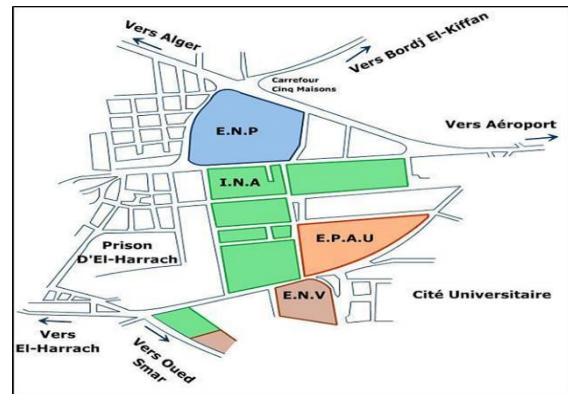 Vers Alger
Vers Bordj El-Kiffan
Carrefour
Cinq Maisons
Vers Aéroport
E.N.P
I.N.A
E.P.A.U
Prison
D'El-Harrach
E.N.V
Cité Universitaire
Vers
El-Harrach
Vers Oued
Smar